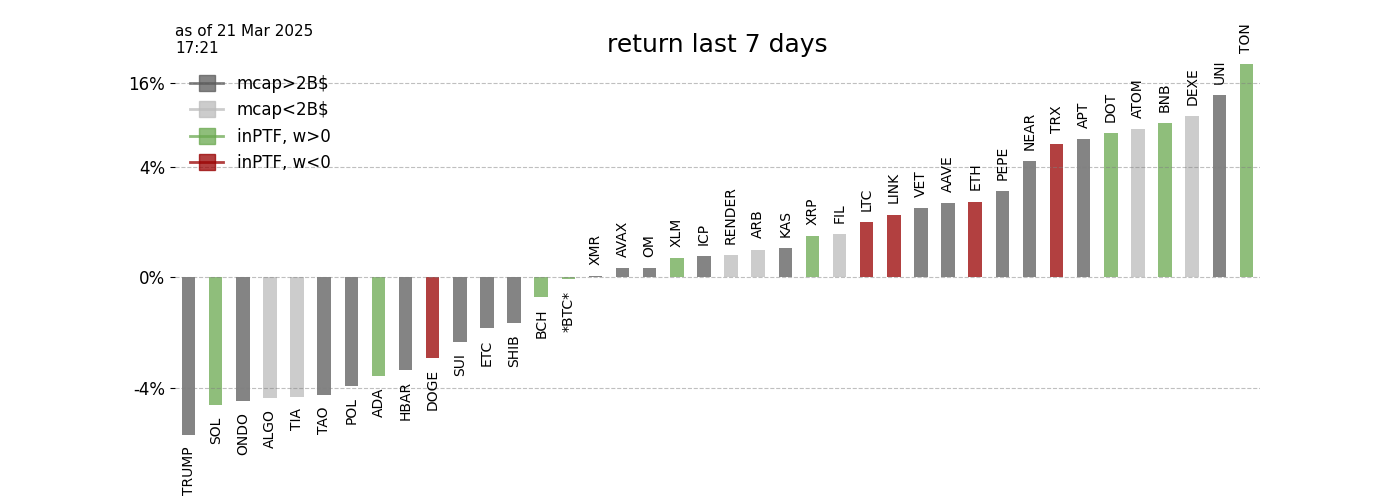 as of 21 Mar 2025
17:21
return last 7 days
mcap>2B$
mcap<2B$
inPTF, w>0
inPTF, w<0
16%
4%
0%
-4%
TRUMP
SOL
ONDO
ALGO
TIA
TAO
POL
ADA
HBAR
DOGE
SUI
ETC
SHIB
BCH
*BTC*
XMR
AVAX
OM
XLM
ICP
RENDER
ARB
KAS
XRP
FIL
LTC
LINK
VET
AAVE
ETH
PEPE
NEAR
TRX
APT
DOT
ATOM
BNB
DEXE
UNI
TON